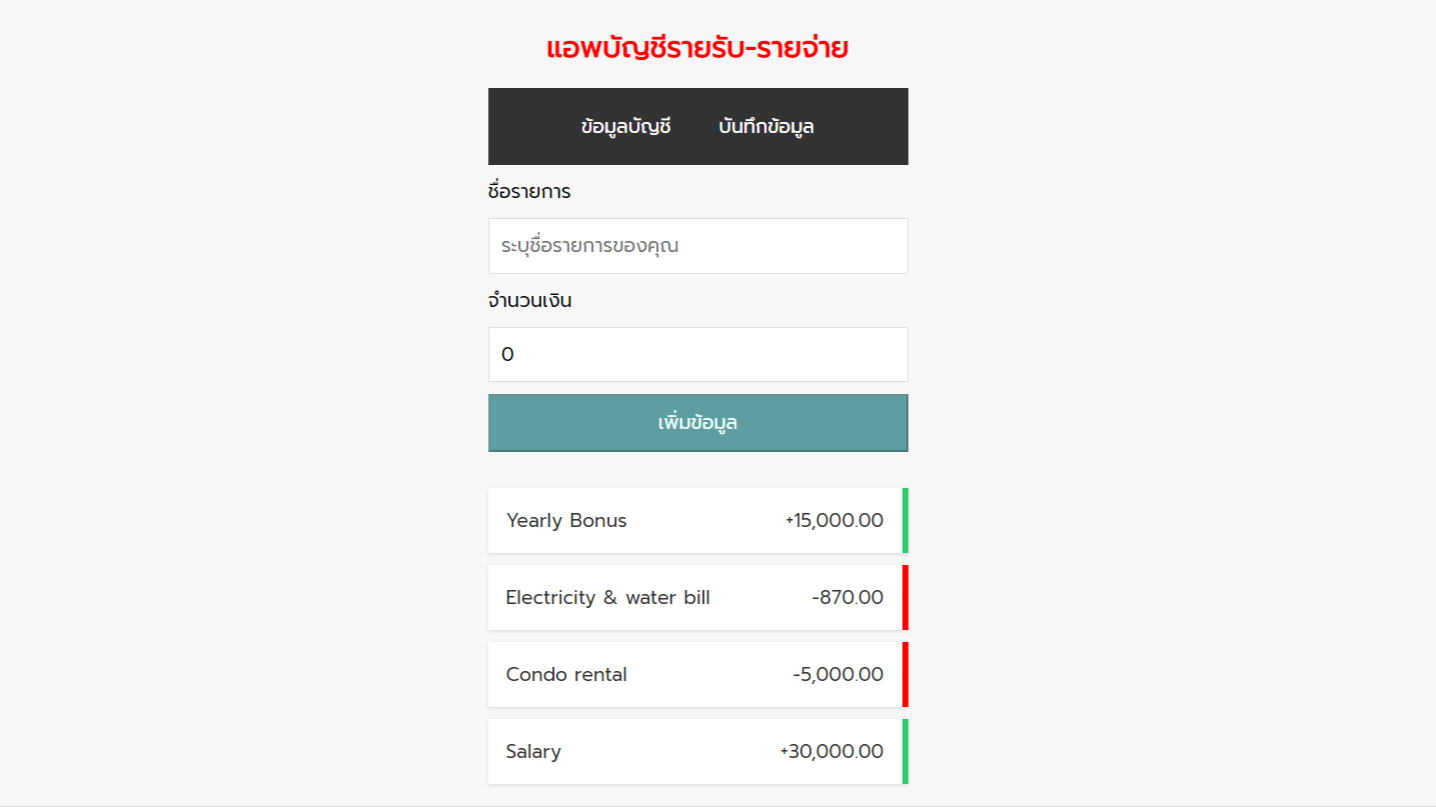 แอพบัญชีรายรับ-รายจ่าย
ข้อมูลบัญชี บันทึกข้อมูล
ชื่อรายการ
ระบุชื่อรายการของคุณ
จำนวนเงิน
0
เพิ่มข้อมูล
Yearly Bonus +15,000.00
Electricity & water bill -870.00
Condo rental -5,000.00
Salary +30,000.00